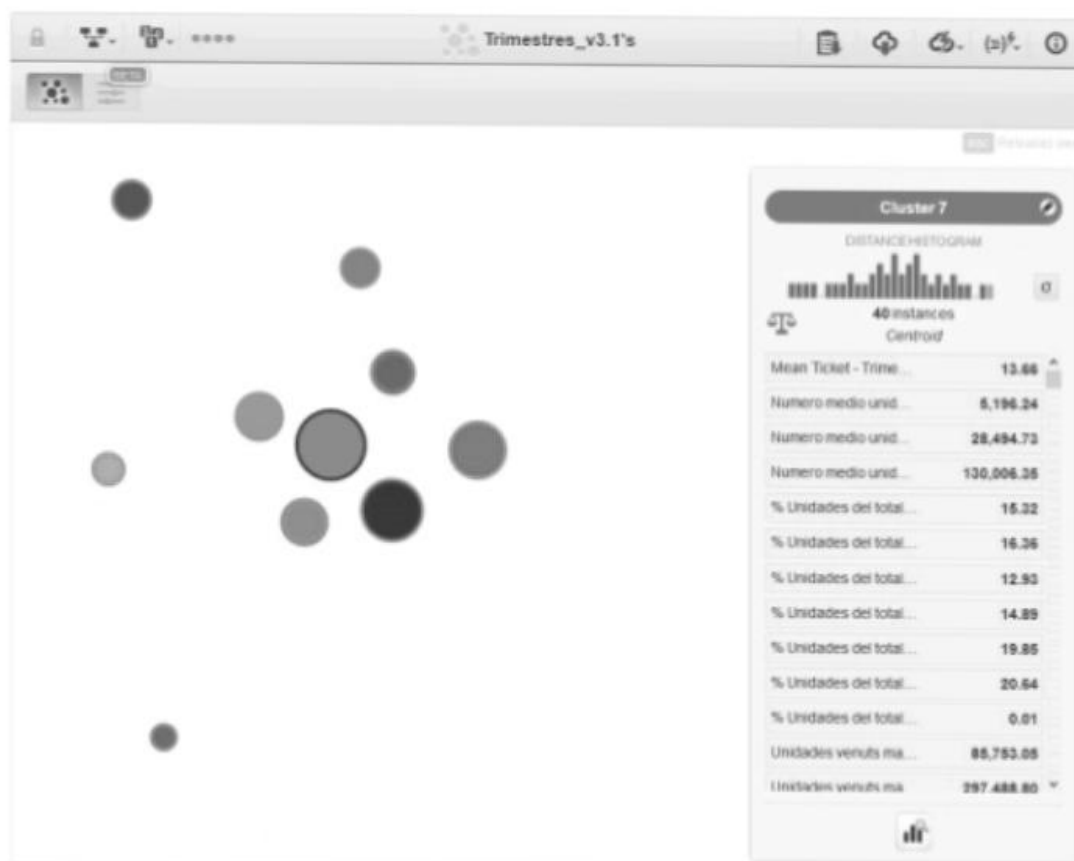 Trimestres_v3.1's
BETA
Cluster 7
DISTANCE HISTOGRAM
σ
40 instances
Centroid
Mean Ticket - Trime... 13.66
Numero medio unid... 5,196.24
Numero medio unid... 28,494.73
Numero medio unid... 130,006.35
% Unidades del total... 15.32
% Unidades del total... 16.36
% Unidades del total... 12.93
% Unidades del total... 14.89
% Unidades del total... 19.85
% Unidades del total... 20.64
% Unidades del total... 0.01
Unidades venuts ma... 85,753.05
Unidades venuts ma... 297,488.80